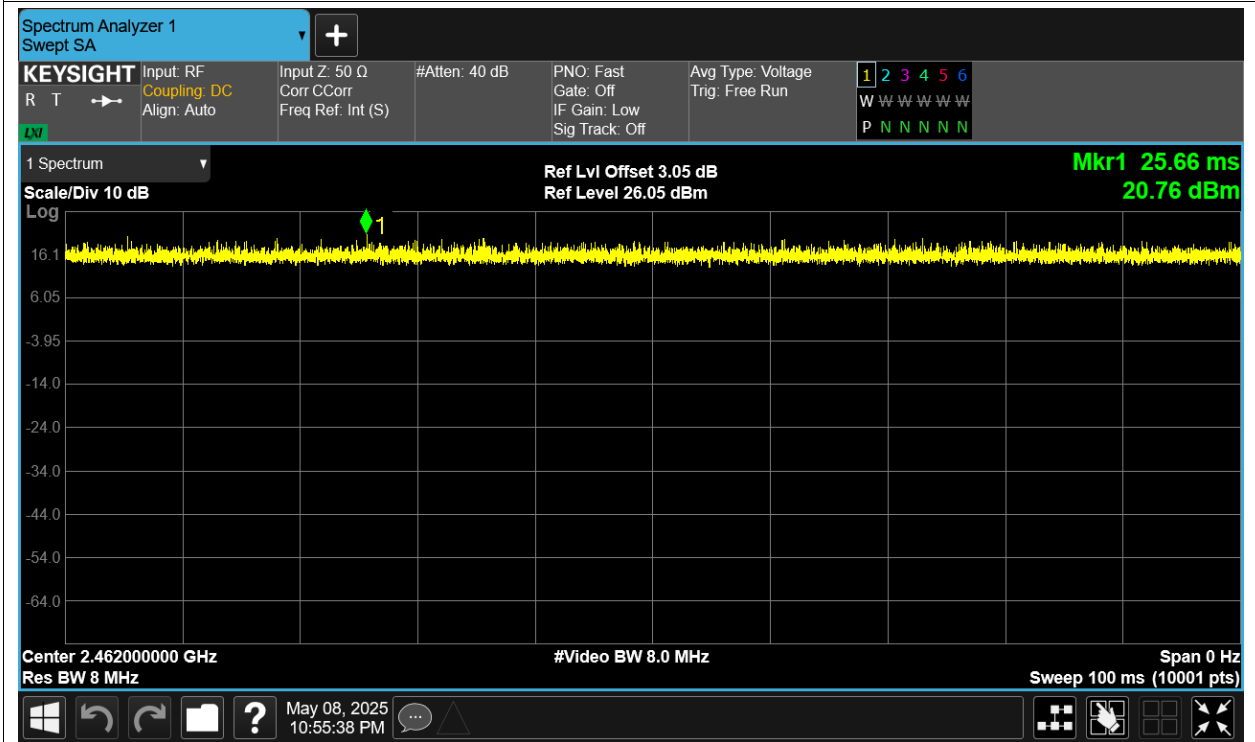 Spectrum Analyzer 1
Swept SA
KEYSIGHT
R T
LXI
Input: RF
Coupling: DC
Align: Auto
Input Z: 50 Ω
Corr CCorr
Freq Ref: Int (S)
#Atten: 40 dB
PNO: Fast
Gate: Off
IF Gain: Low
Sig Track: Off
Avg Type: Voltage
Trig: Free Run
1 2 3 4 5 6
W W W W W W
P N N N N N
1 Spectrum
Scale/Div 10 dB
Log
Ref Lvl Offset 3.05 dB
Ref Level 26.05 dBm
Mkr1 25.66 ms
20.76 dBm
1
16.1
6.05
-3.95
-14.0
-24.0
-34.0
-44.0
-54.0
-64.0
Center 2.462000000 GHz
Res BW 8 MHz
#Video BW 8.0 MHz
Span 0 Hz
Sweep 100 ms (10001 pts)
?
May 08, 2025
10:55:38 PM